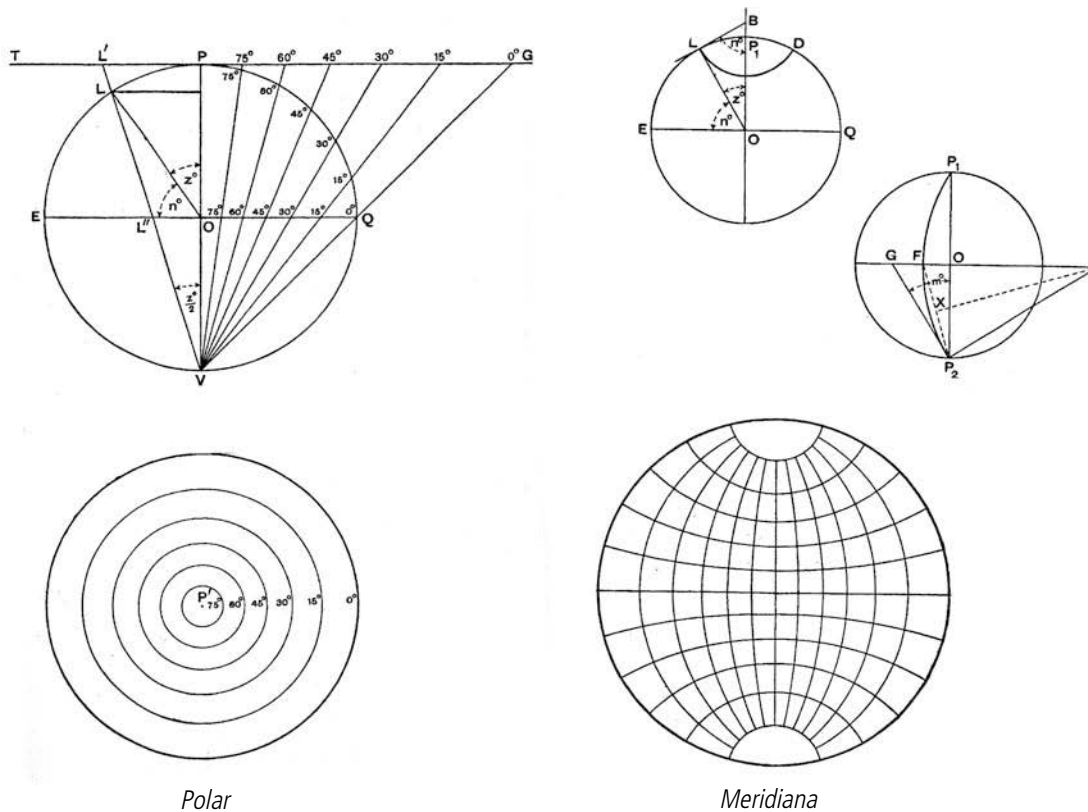 T L′ P 75° 60° 45° 30° 15° 0° G
75°
L 60°
45°
30°
z°
15°
n°
E L″ O 75° 60° 45° 30° 15° 0° Q
z°/2
V
B
L n° P₁ D
z°
n°
E O Q
P₁
G F O
m°
X
P₂
P′ 75° 60° 45° 30° 15° 0°
Polar
Meridiana